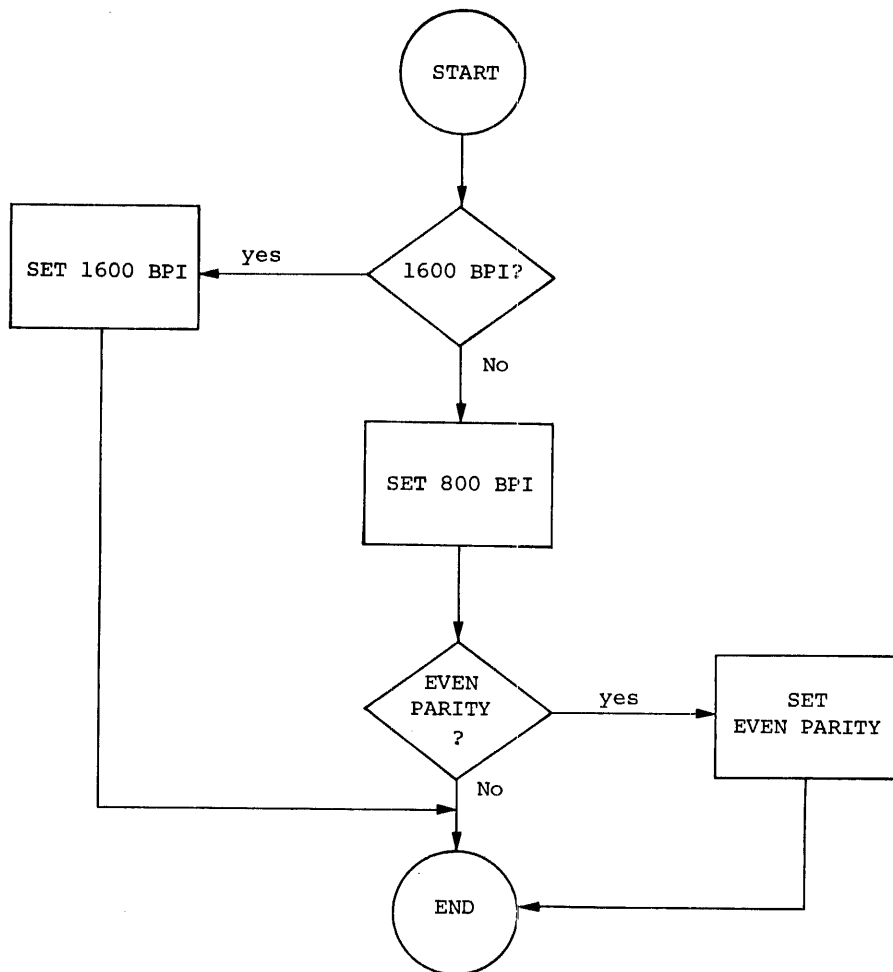 START
1600 BPI?
yes
SET 1600 BPI
No
SET 800 BPI
EVEN
PARITY
?
yes
SET
EVEN PARITY
No
END